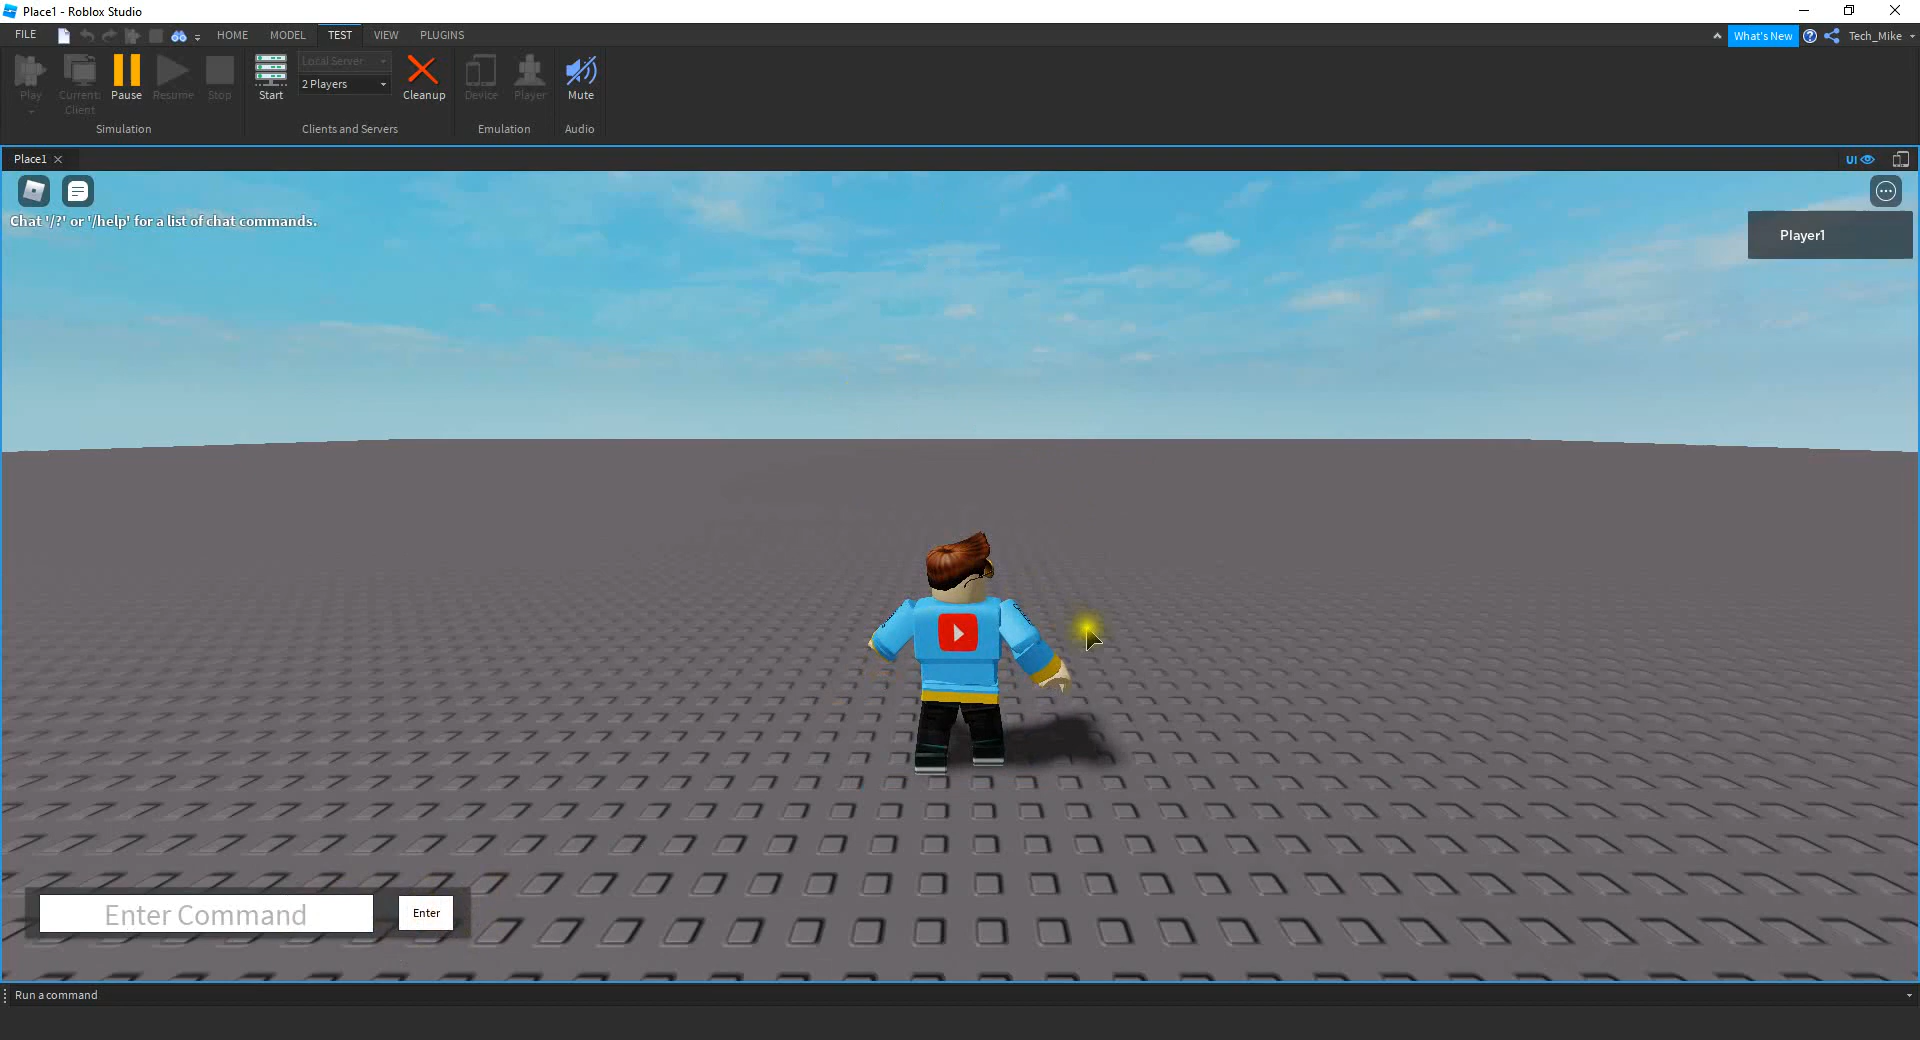 Place1 - Roblox Studio
FILE HOME MODEL TEST VIEW PLUGINS What's New Tech_Mike
Play Current: Client Pause Resume Stop Start Local Server 2 Players Cleanup Device Player Mute
Simulation Clients and Servers Emulation Audio
Place1 UI
Chat '/?' or '/help' for a list of chat commands.
Player1
Enter Command Enter
Run a command